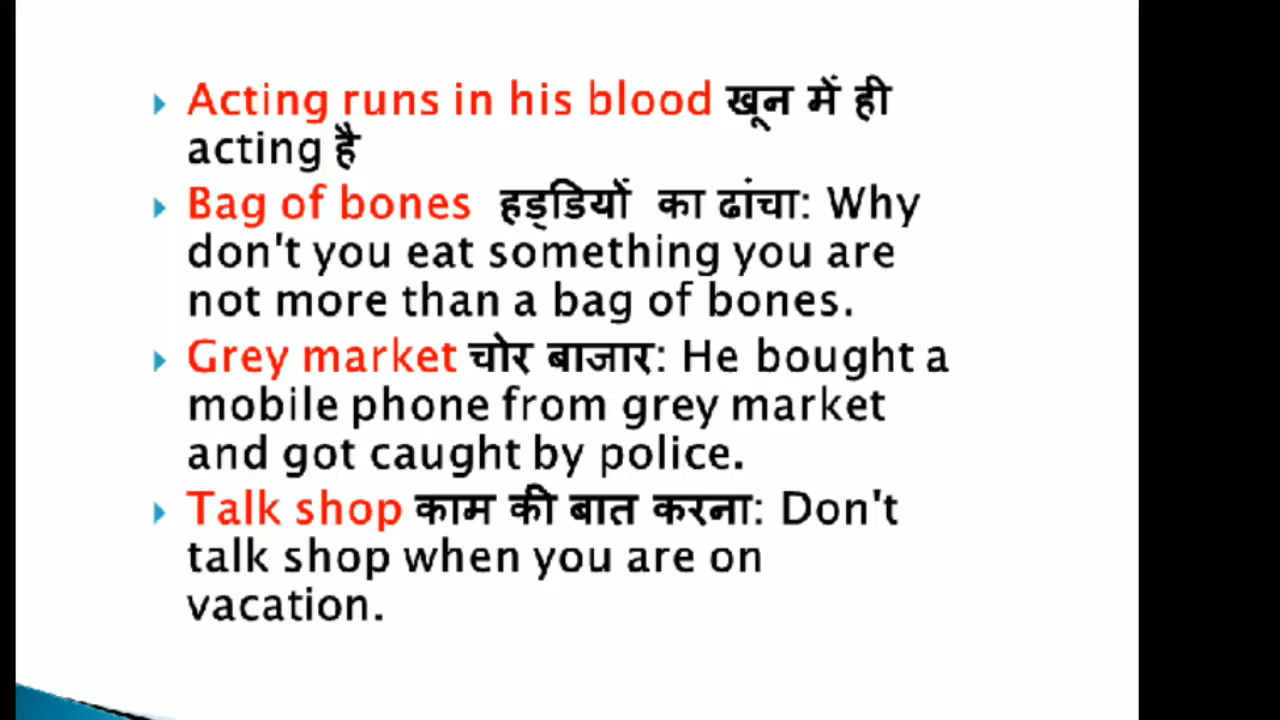 Acting runs in his blood खून में ही
acting है
Bag of bones हड्डियों का ढांचा: Why
don't you eat something you are
not more than a bag of bones.
Grey market चोर बाजार: He bought a
mobile phone from grey market
and got caught by police.
Talk shop काम की बात करना: Don't
talk shop when you are on
vacation.